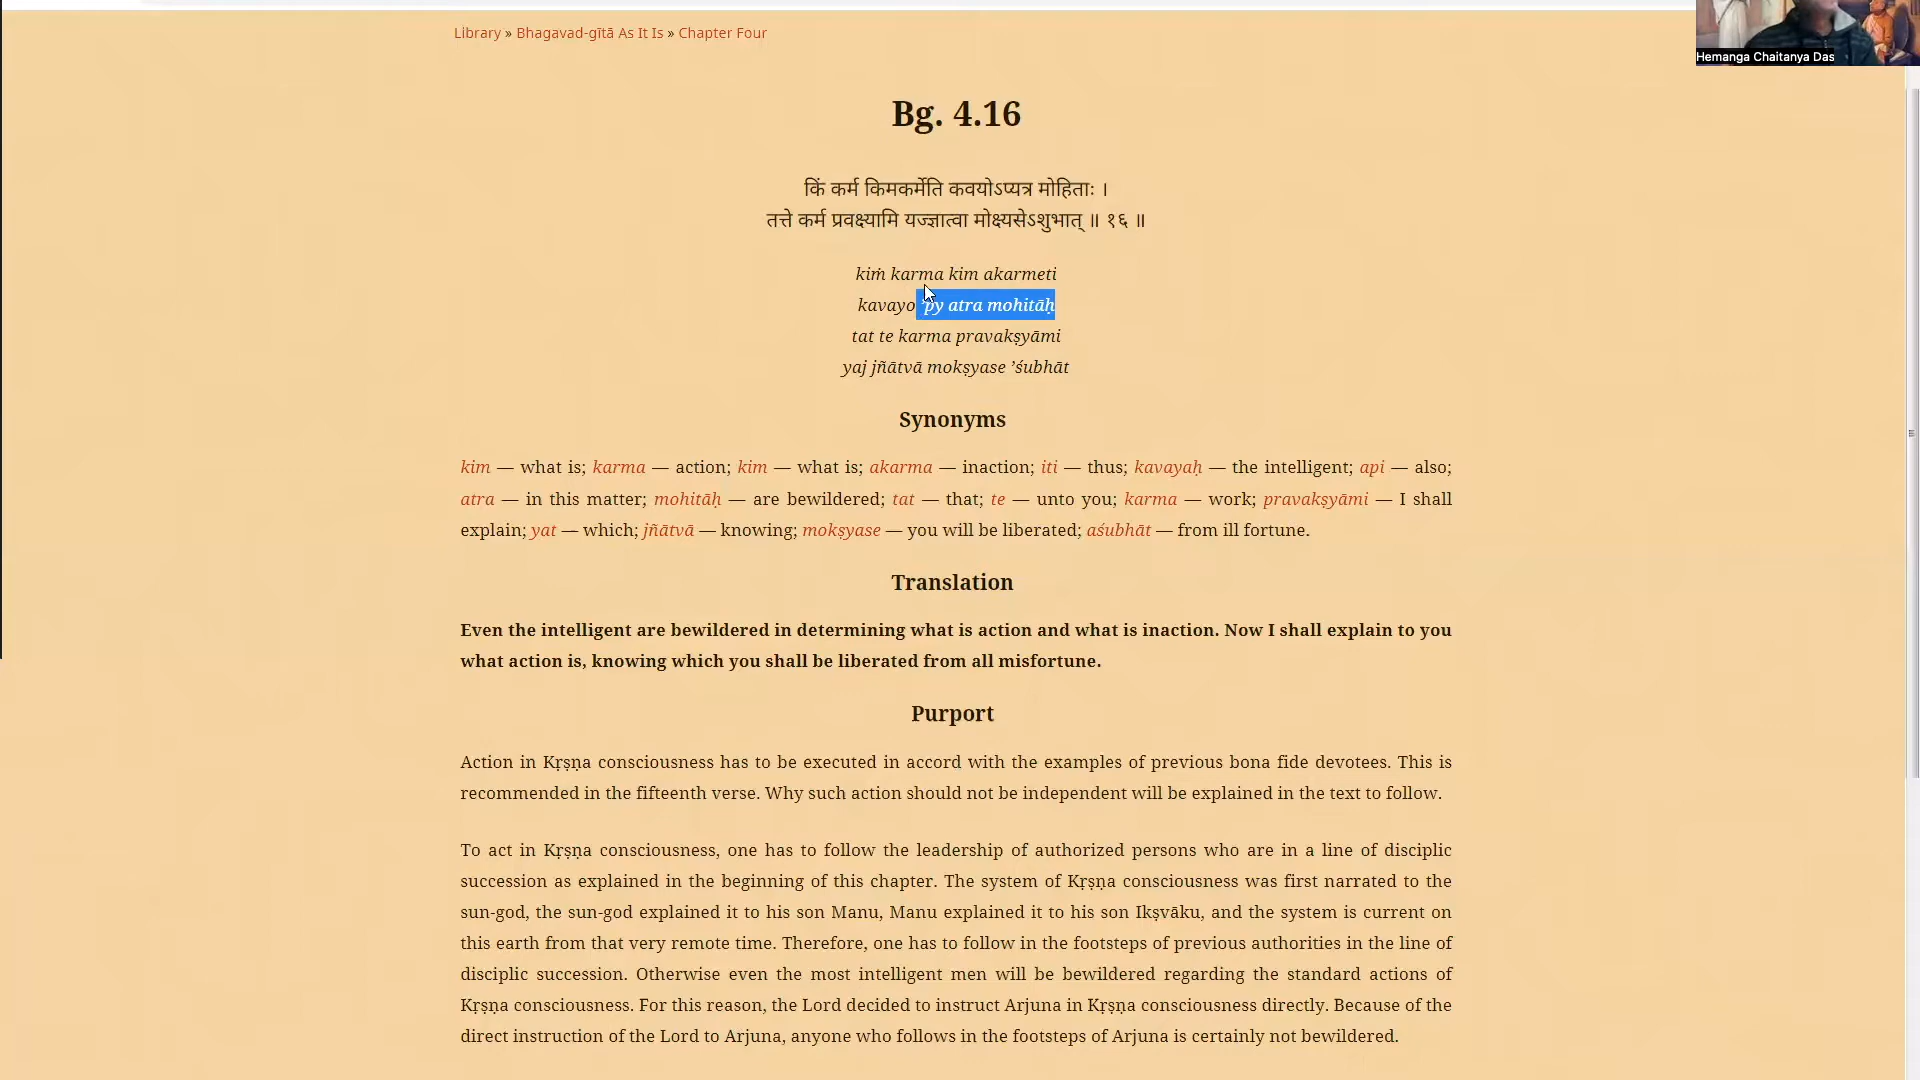 Library » Bhagavad-gītā As It Is » Chapter Four
Hemanga Chaitanya Das
Bg. 4.16
किं कर्म किमकर्मेति कवयोऽप्यत्र मोहिताः ।
तत्ते कर्म प्रवक्ष्यामि यज्ज्ञात्वा मोक्ष्यसेऽशुभात् ॥ १६ ॥
kiṁ karma kim akarmeti
kavayo ’py atra mohitāḥ
tat te karma pravakṣyāmi
yaj jñātvā mokṣyase ’śubhāt
Synonyms
kim — what is; karma — action; kim — what is; akarma — inaction; iti — thus; kavayaḥ — the intelligent; api — also;
atra — in this matter; mohitāḥ — are bewildered; tat — that; te — unto you; karma — work; pravakṣyāmi — I shall
explain; yat — which; jñātvā — knowing; mokṣyase — you will be liberated; aśubhāt — from ill fortune.
Translation
Even the intelligent are bewildered in determining what is action and what is inaction. Now I shall explain to you
what action is, knowing which you shall be liberated from all misfortune.
Purport
Action in Kṛṣṇa consciousness has to be executed in accord with the examples of previous bona fide devotees. This is
recommended in the fifteenth verse. Why such action should not be independent will be explained in the text to follow.
To act in Kṛṣṇa consciousness, one has to follow the leadership of authorized persons who are in a line of disciplic
succession as explained in the beginning of this chapter. The system of Kṛṣṇa consciousness was first narrated to the
sun-god, the sun-god explained it to his son Manu, Manu explained it to his son Ikṣvāku, and the system is current on
this earth from that very remote time. Therefore, one has to follow in the footsteps of previous authorities in the line of
disciplic succession. Otherwise even the most intelligent men will be bewildered regarding the standard actions of
Kṛṣṇa consciousness. For this reason, the Lord decided to instruct Arjuna in Kṛṣṇa consciousness directly. Because of the
direct instruction of the Lord to Arjuna, anyone who follows in the footsteps of Arjuna is certainly not bewildered.